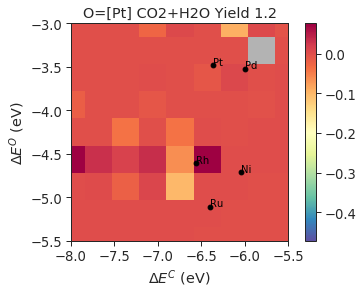 O=[Pt] CO2+H2O Yield 1.2
−3.0
−3.5
−4.0
−4.5
−5.0
−5.5
ΔE^O (eV)
Pt
Pd
Rh
Ni
Ru
−8.0 −7.5 −7.0 −6.5 −6.0 −5.5
ΔE^C (eV)
0.0
−0.1
−0.2
−0.3
−0.4